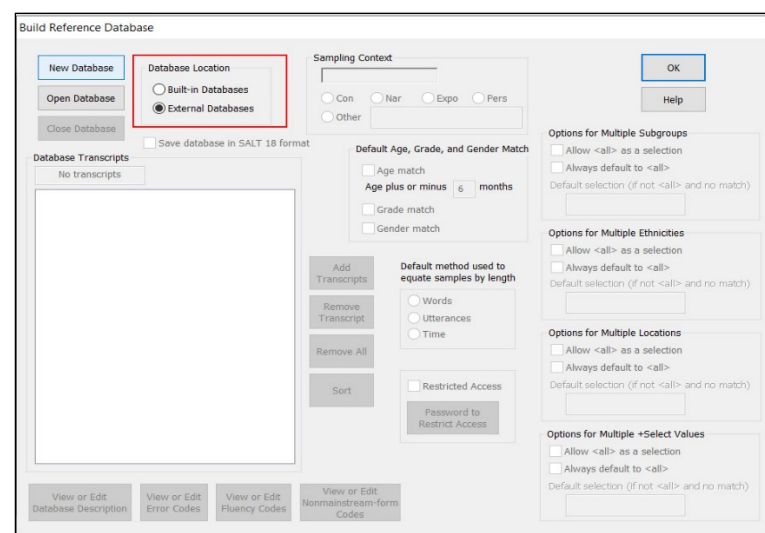 Build Reference Database
New Database
Open Database
Close Database
Database Location
Built-in Databases
External Databases
Save database in SALT 18 format
Sampling Context
Con Nar Expo Pers
Other
OK
Help
Database Transcripts
No transcripts
Default Age, Grade, and Gender Match
Age match
Age plus or minus 6 months
Grade match
Gender match
Add
Transcripts
Remove
Transcript
Remove All
Sort
Default method used to
equate samples by length
Words
Utterances
Time
Restricted Access
Password to
Restrict Access
Options for Multiple Subgroups
Allow <all> as a selection
Always default to <all>
Default selection (if not <all> and no match)
Options for Multiple Ethnicities
Allow <all> as a selection
Always default to <all>
Default selection (if not <all> and no match)
Options for Multiple Locations
Allow <all> as a selection
Always default to <all>
Default selection (if not <all> and no match)
Options for Multiple +Select Values
Allow <all> as a selection
Always default to <all>
Default selection (if not <all> and no match)
View or Edit
Database Description
View or Edit
Error Codes
View or Edit
Fluency Codes
View or Edit
Nonmainstream-form
Codes